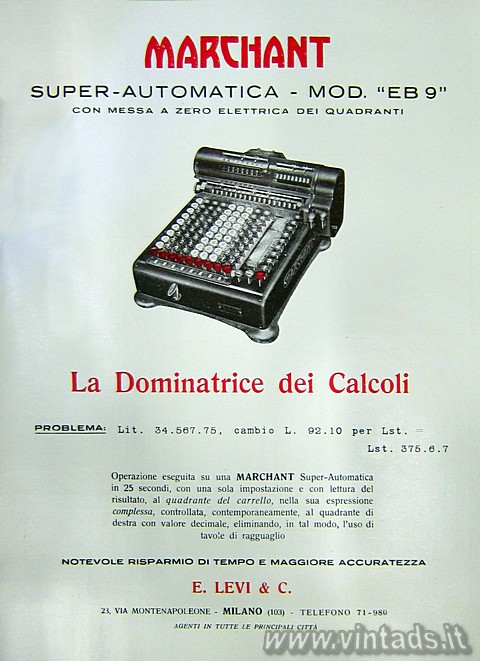 MARCHANT
SUPER-AUTOMATICA - MOD. "EB 9"
CON MESSA A ZERO ELETTRICA DEI QUADRANTI
MARCHANT
La Dominatrice dei Calcoli
PROBLEMA: Lit. 34.567.75, cambio L. 92.10 per Lst. =
Lst. 375.6.7
Operazione eseguita su una MARCHANT Super-Automatica
in 25 secondi, con una sola impostazione e con lettura del
risultato, al quadrante del carrello, nella sua espressione
complessa, controllata, contemporaneamente, al quadrante di
destra con valore decimale, eliminando, in tal modo, l'uso di
tavole di ragguaglio
NOTEVOLE RISPARMIO DI TEMPO E MAGGIORE ACCURATEZZA
E. LEVI & C.
23, VIA MONTENAPOLEONE - MILANO (103) - TELEFONO 71-980
AGENTI IN TUTTE LE PRINCIPALI CITTÀ
www.vintads.it